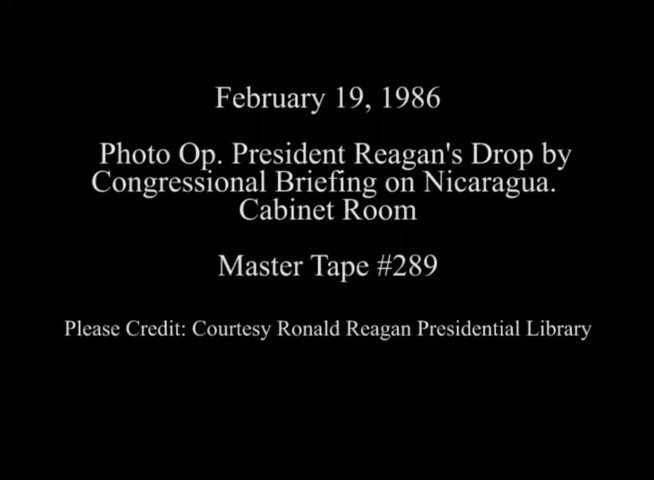 February 19, 1986
Photo Op. President Reagan's Drop by
Congressional Briefing on Nicaragua.
Cabinet Room
Master Tape #289
Please Credit: Courtesy Ronald Reagan Presidential Library